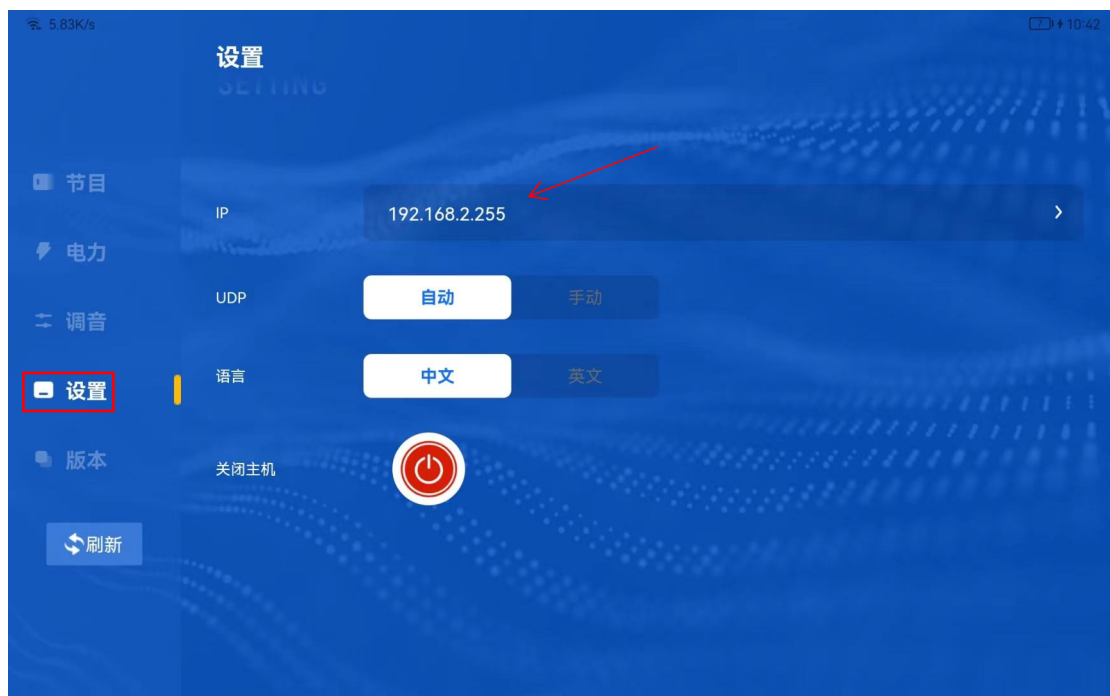 5.83K/s
7 10:42
设置
SETTING
节目
电力
调音
设置
版本
刷新
IP
192.168.2.255
UDP
自动
手动
语言
中文
英文
关闭主机